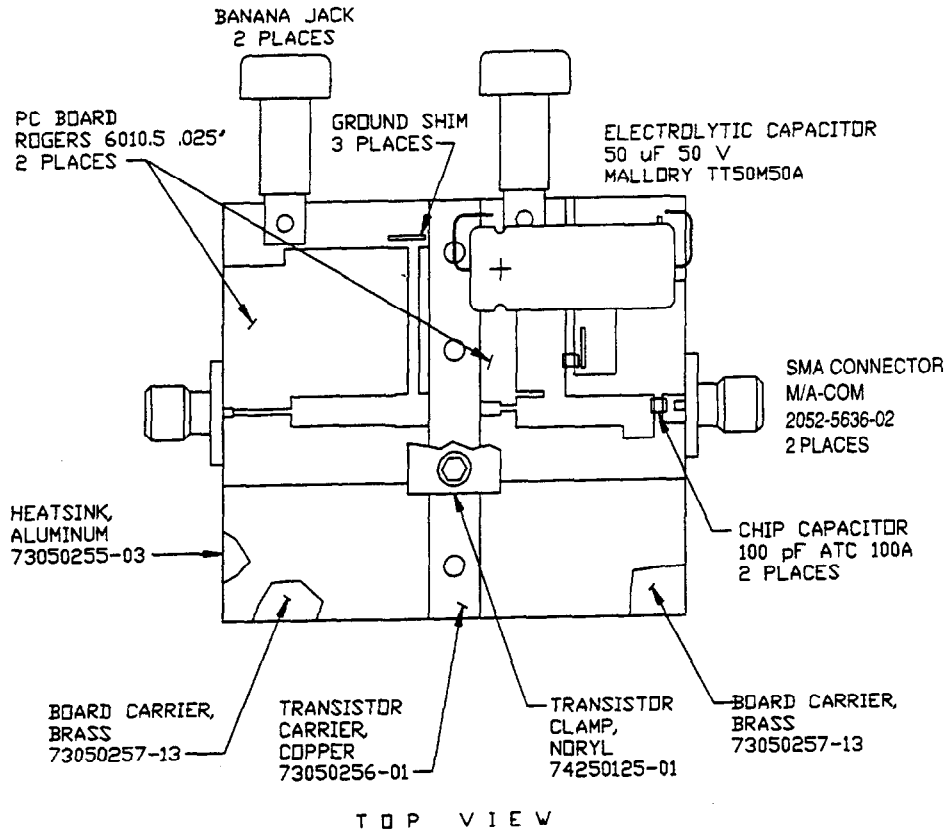 BANANA JACK
2 PLACES
PC BOARD
ROGERS 6010.5 .025"
2 PLACES
GROUND SHIM
3 PLACES
ELECTROLYTIC CAPACITOR
50 uF 50 V
MALLORY TT50M50A
SMA CONNECTOR
M/A-COM
2052-5636-02
2 PLACES
HEATSINK,
ALUMINUM
73050255-03
CHIP CAPACITOR
100 pF ATC 100A
2 PLACES
BOARD CARRIER,
BRASS
73050257-13
TRANSISTOR
CARRIER,
COPPER
73050256-01
TRANSISTOR
CLAMP,
NORYL
74250125-01
BOARD CARRIER,
BRASS
73050257-13
TOP VIEW